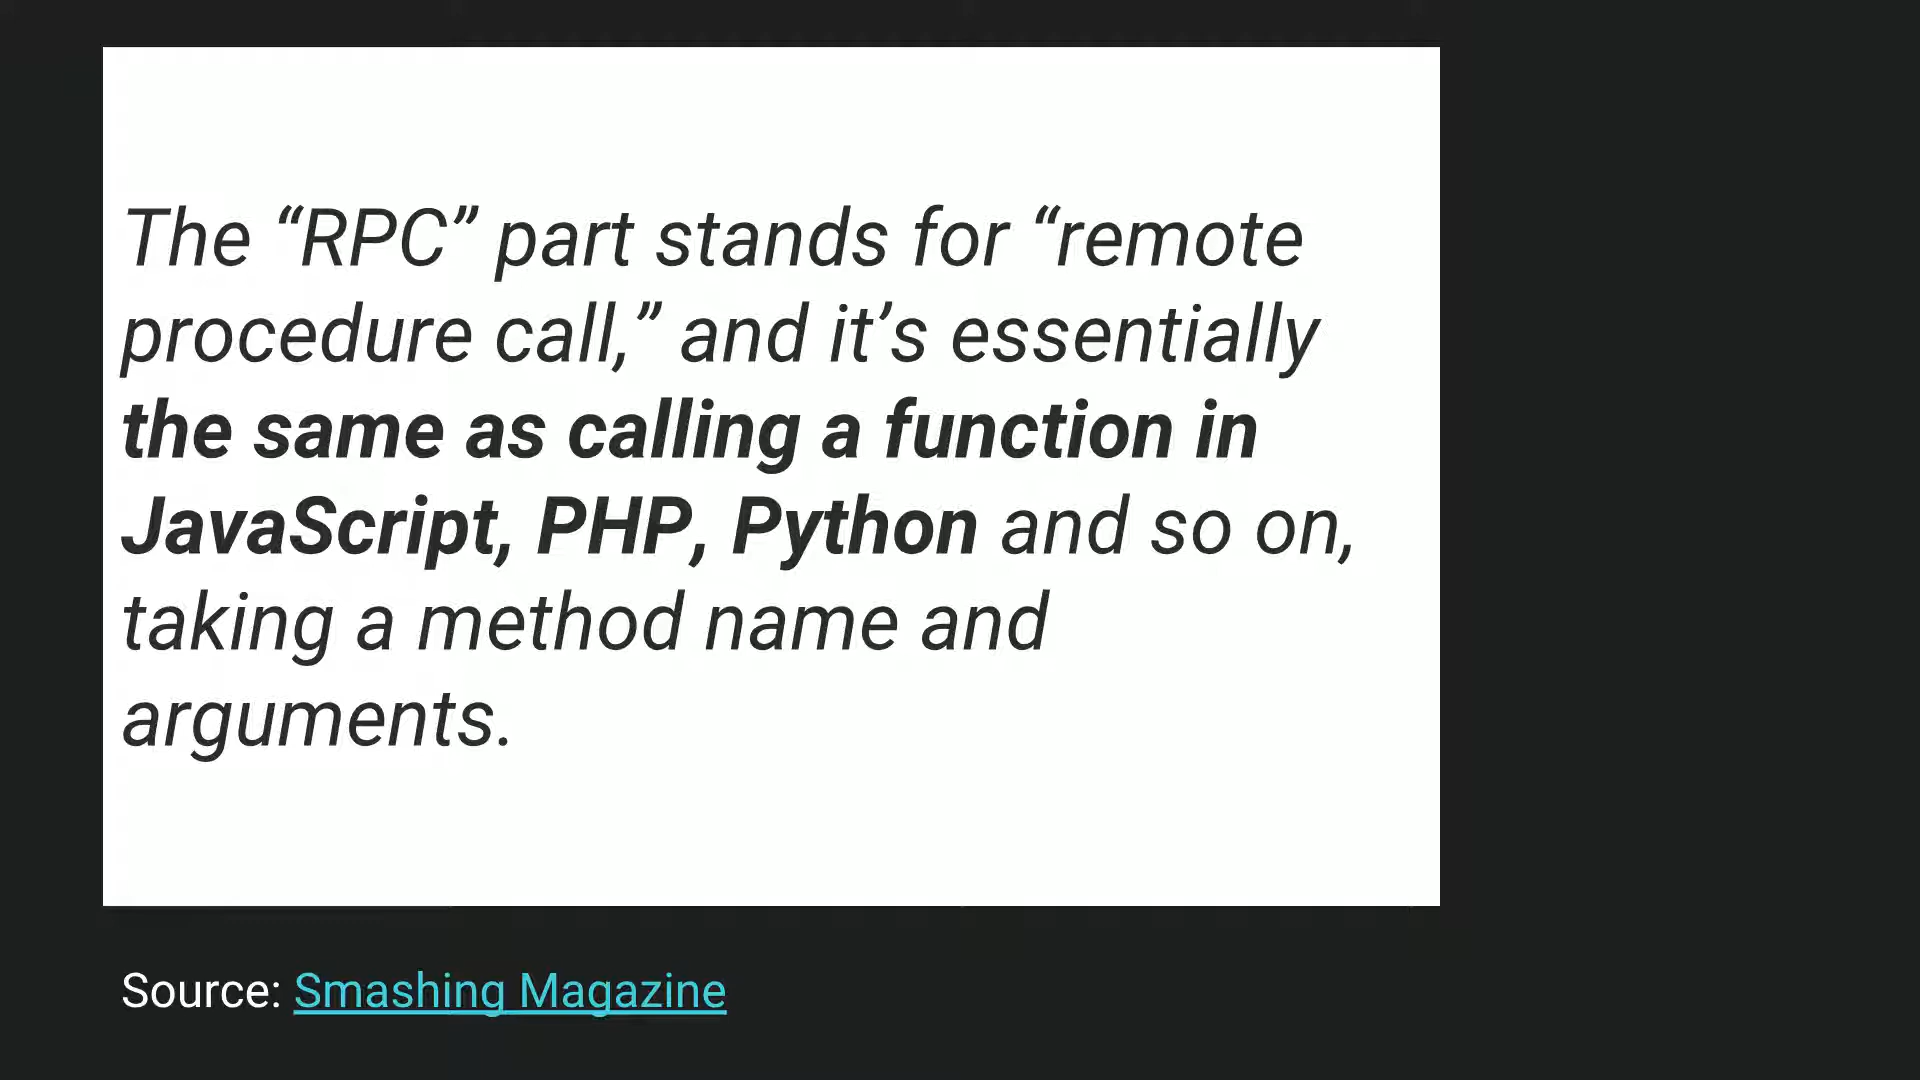 The “RPC” part stands for “remote
procedure call,” and it’s essentially
the same as calling a function in
JavaScript, PHP, Python and so on,
taking a method name and
arguments.
Source: Smashing Magazine